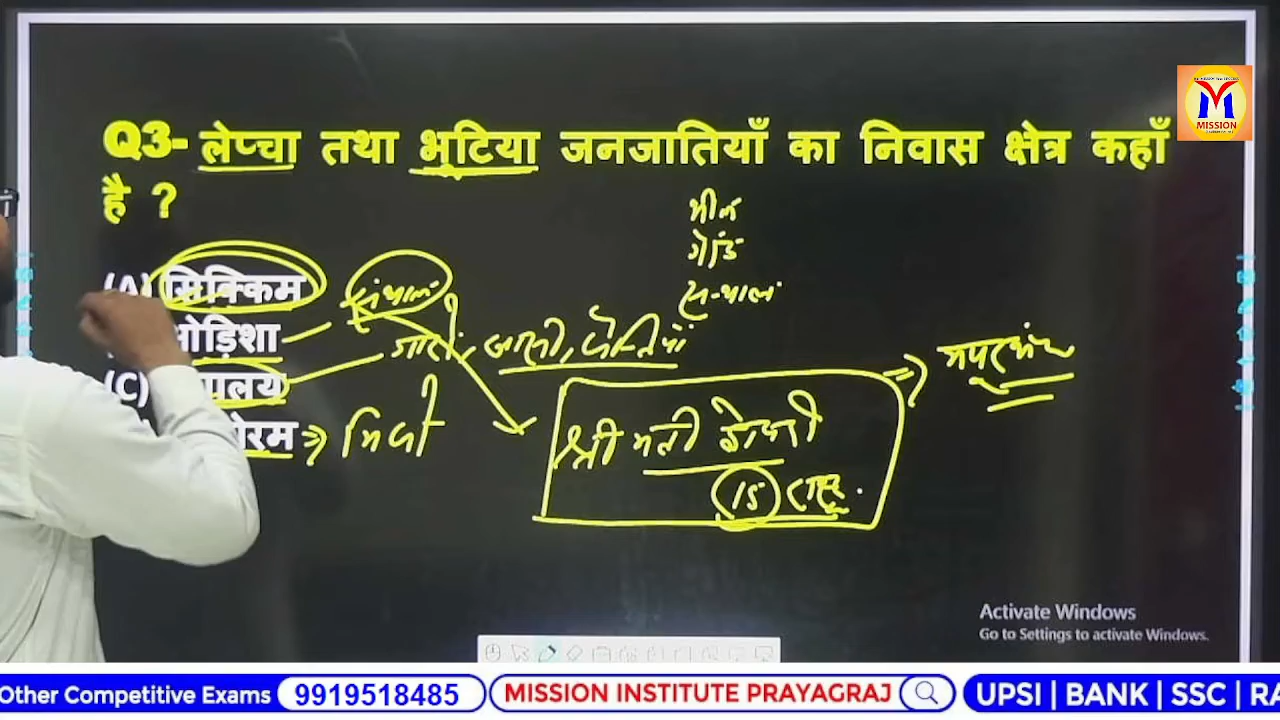 MISSION
Q3- लेप्चा तथा भूटिया जनजातियाँ का निवास क्षेत्र कहाँ
है ?
भील
गोंड
सन्थाल
(A) सिक्किम संथाल
ओड़िशा
गारो, खासी, जैन्तिया
(C) मिजोरम
श्री मती द्रोपदी
15
Activate Windows
Go to Settings to activate Windows.
Other Competitive Exams 9919518485 MISSION INSTITUTE PRAYAGRAJ UPSI | BANK | SSC | RA